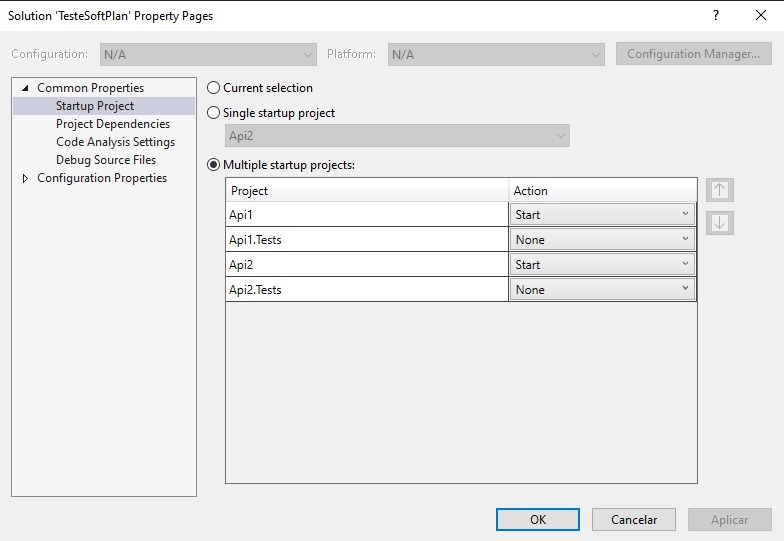 Solution 'TesteSoftPlan' Property Pages
Configuration: N/A Platform: N/A Configuration Manager...
Common Properties
Startup Project
Project Dependencies
Code Analysis Settings
Debug Source Files
Configuration Properties
Current selection
Single startup project
Api2
Multiple startup projects:
Project Action
Api1 Start
Api1.Tests None
Api2 Start
Api2.Tests None
OK Cancelar Aplicar